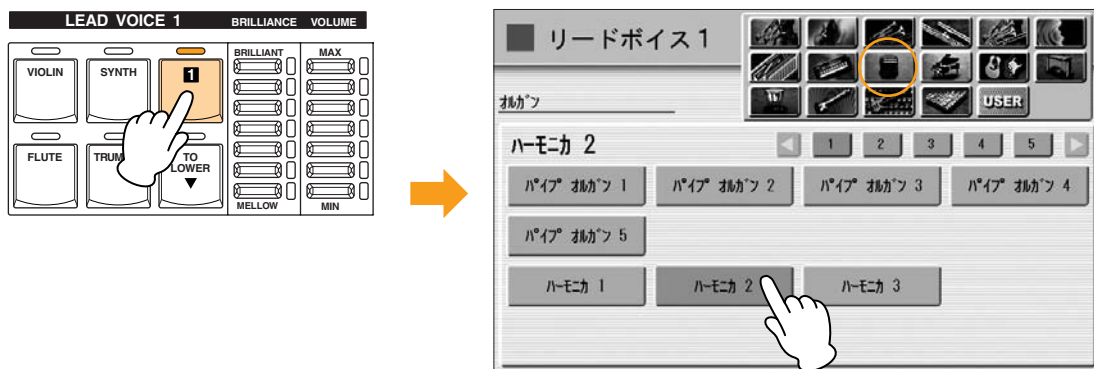 LEAD VOICE 1 BRILLIANCE VOLUME
BRILLIANT MAX
VIOLIN SYNTH 1
FLUTE TRUM TO LOWER
MELLOW MIN
リードボイス1
USER
オルガン
ハーモニカ 2 1 2 3 4 5
パイプ オルガン 1 パイプ オルガン 2 パイプ オルガン 3 パイプ オルガン 4
パイプ オルガン 5
ハーモニカ 1 ハーモニカ 2 ハーモニカ 3